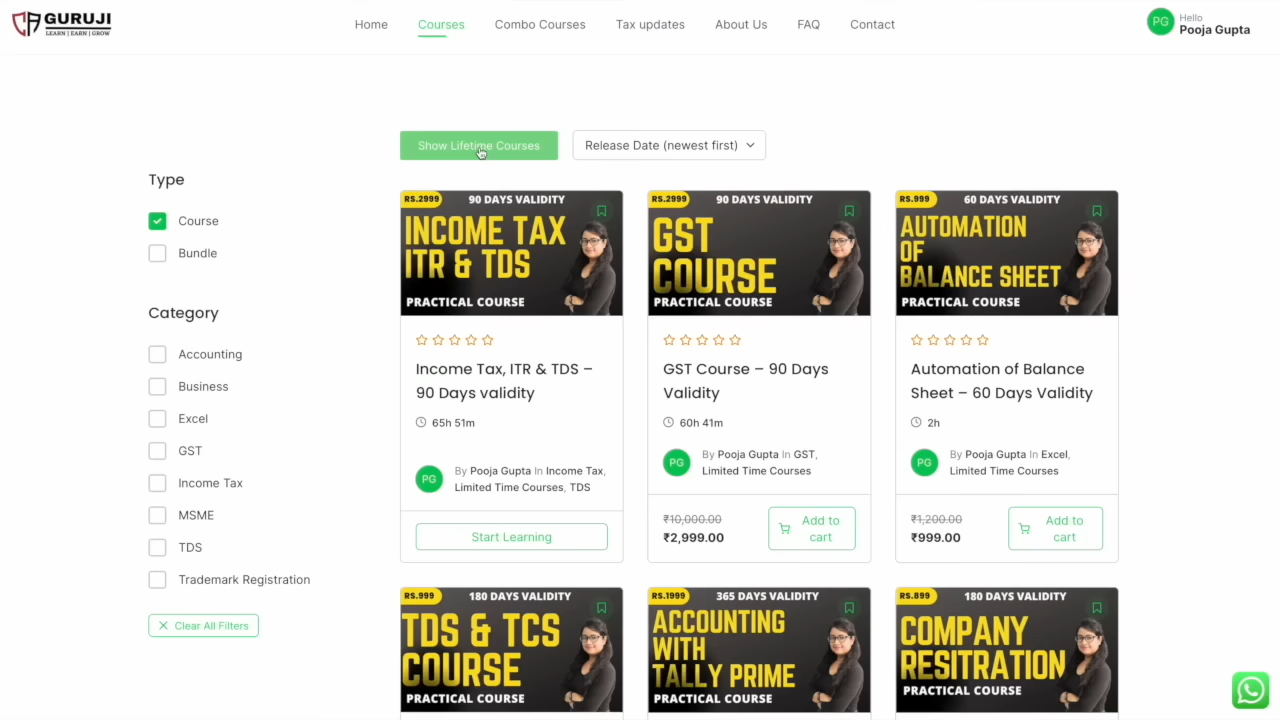 GURUJI
LEARN | EARN | GROW
Home
Courses
Combo Courses
Tax updates
About Us
FAQ
Contact
PG
Hello
Pooja Gupta
Show Lifetime Courses
Release Date (newest first)
Type
Course
Bundle
Category
Accounting
Business
Excel
GST
Income Tax
MSME
TDS
Trademark Registration
Clear All Filters
RS.2999
90 DAYS VALIDITY
INCOME TAX
ITR & TDS
PRACTICAL COURSE
Income Tax, ITR & TDS –
90 Days validity
65h 51m
PG
By Pooja Gupta In Income Tax,
Limited Time Courses, TDS
Start Learning
RS.2999
90 DAYS VALIDITY
GST
COURSE
PRACTICAL COURSE
GST Course – 90 Days
Validity
60h 41m
PG
By Pooja Gupta In GST,
Limited Time Courses
₹10,000.00
₹2,999.00
Add to
cart
RS.999
60 DAYS VALIDITY
AUTOMATION
OF
BALANCE SHEET
PRACTICAL COURSE
Automation of Balance
Sheet – 60 Days Validity
2h
PG
By Pooja Gupta In Excel,
Limited Time Courses
₹1,200.00
₹999.00
Add to
cart
RS.999
180 DAYS VALIDITY
TDS & TCS
COURSE
PRACTICAL COURSE
RS.1999
365 DAYS VALIDITY
ACCOUNTING
WITH
TALLY PRIME
PRACTICAL COURSE
RS.899
180 DAYS VALIDITY
COMPANY
RESITRATION
PRACTICAL COURSE